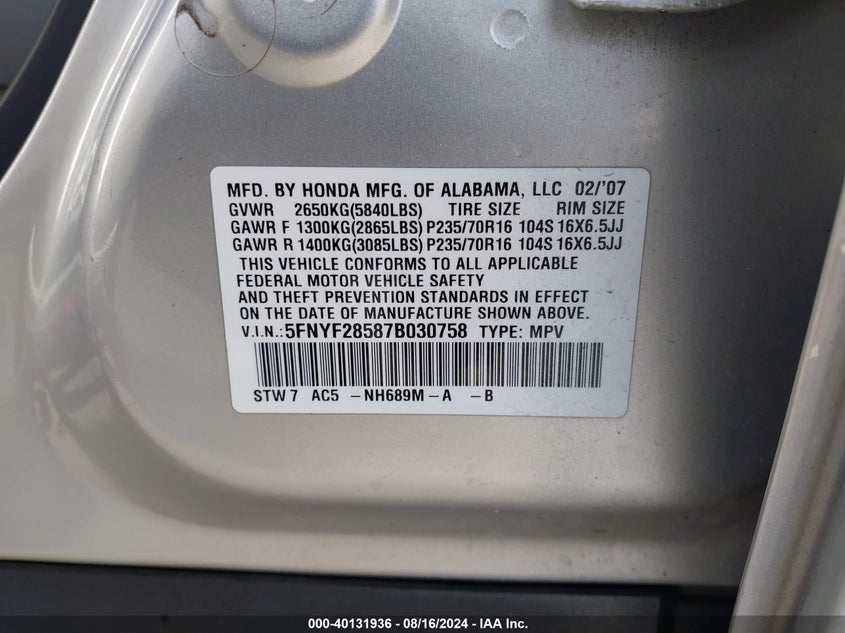 MFD. BY HONDA MFG. OF ALABAMA, LLC 02/'07
GVWR 2650KG(5840LBS) TIRE SIZE RIM SIZE
GAWR F 1300KG(2865LBS) P235/70R16 104S 16X6.5JJ
GAWR R 1400KG(3085LBS) P235/70R16 104S 16X6.5JJ
THIS VEHICLE CONFORMS TO ALL APPLICABLE
FEDERAL MOTOR VEHICLE SAFETY
AND THEFT PREVENTION STANDARDS IN EFFECT
ON THE DATE OF MANUFACTURE SHOWN ABOVE.
V.I.N.: 5FNYF28587B030758 TYPE: MPV
STW7 AC5 -NH689M-A -B
000-40131936 - 08/16/2024 - IAA Inc.